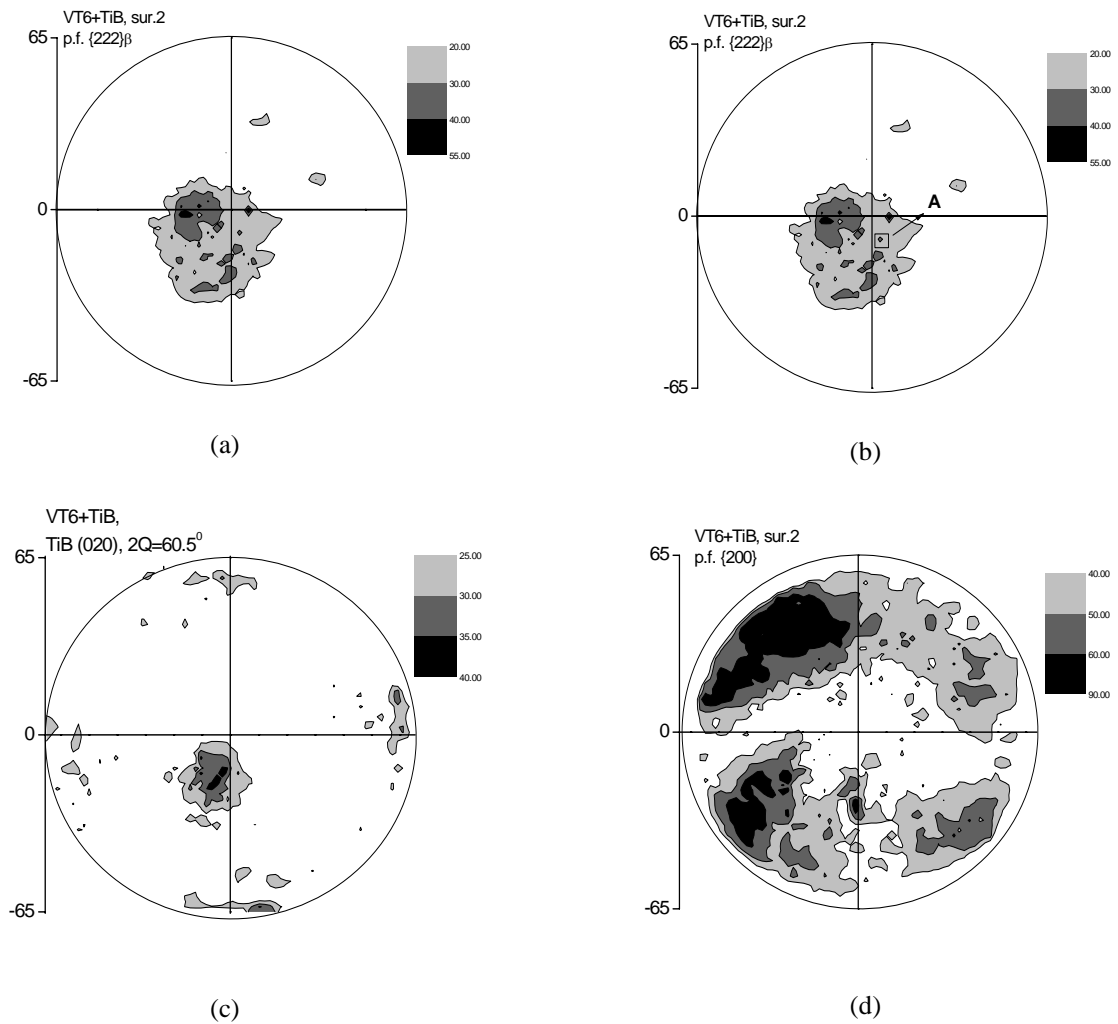 VT6+TiB, sur.2
p.f. {222}β
65
0
-65
20.00
30.00
40.00
55.00
(a)
VT6+TiB, sur.2
p.f. {222}β
65
0
-65
20.00
30.00
40.00
55.00
A
(b)
VT6+TiB,
TiB (020), 2Q=60.5⁰
65
0
-65
25.00
30.00
35.00
40.00
(c)
VT6+TiB, sur.2
p.f. {200}
65
0
-65
40.00
50.00
60.00
90.00
(d)